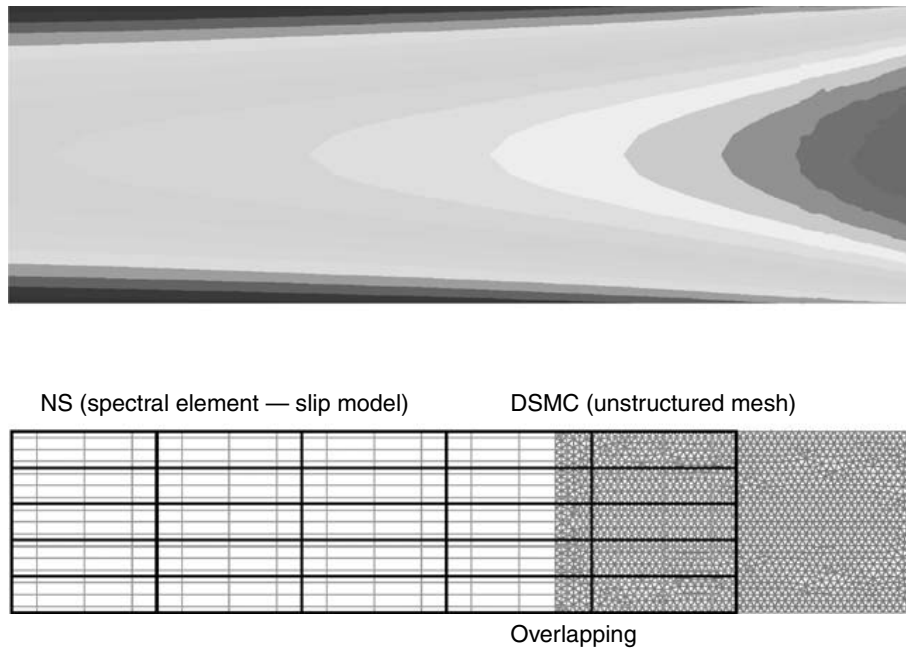 NS (spectral element — slip model)
DSMC (unstructured mesh)
Overlapping